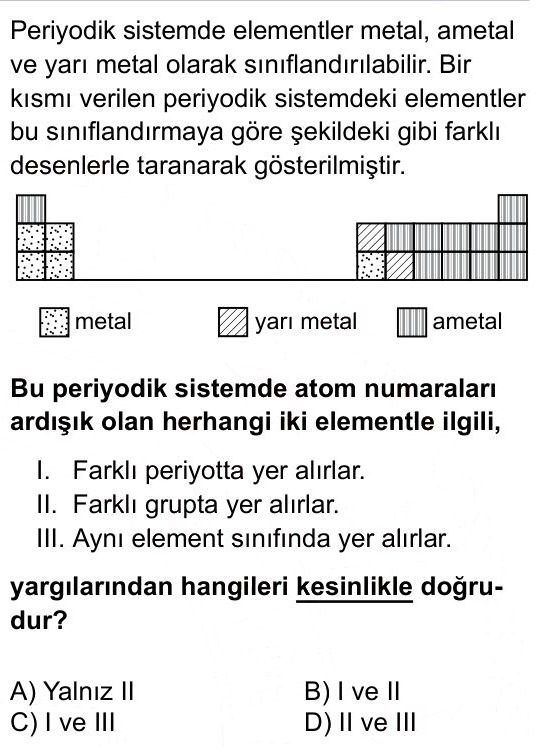 Periyodik sistemde elementler metal, ametal
ve yarı metal olarak sınıflandırılabilir. Bir
kısmı verilen periyodik sistemdeki elementler
bu sınıflandırmaya göre şekildeki gibi farklı
desenlerle taranarak gösterilmiştir.
metal yarı metal ametal
Bu periyodik sistemde atom numaraları
ardışık olan herhangi iki elementle ilgili,
I. Farklı periyotta yer alırlar.
II. Farklı grupta yer alırlar.
III. Aynı element sınıfında yer alırlar.
yargılarından hangileri kesinlikle doğru-
dur?
A) Yalnız II B) I ve II
C) I ve III D) II ve III